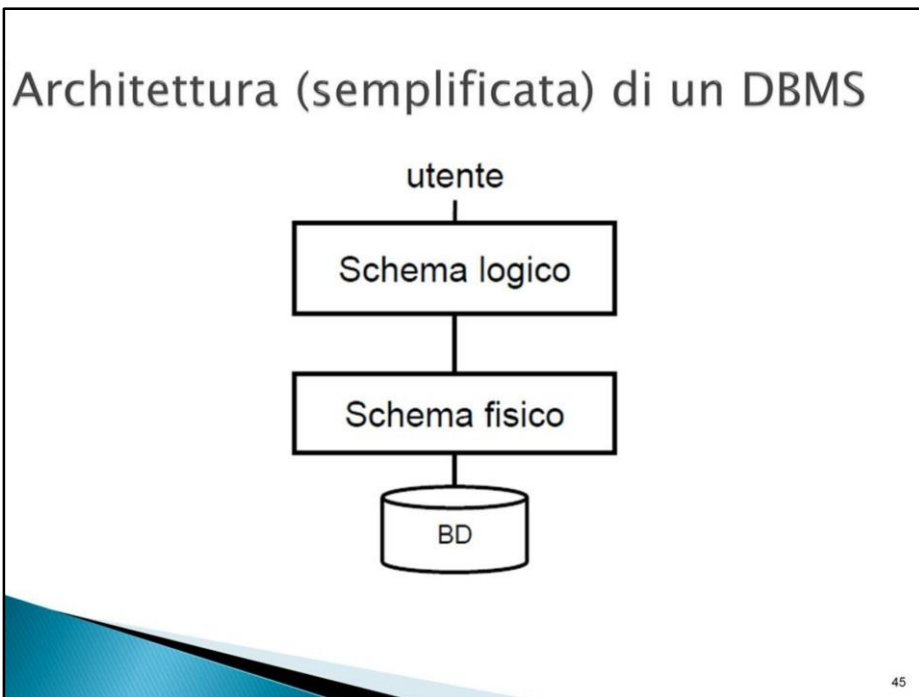 Architettura (semplificata) di un DBMS
utente
Schema logico
Schema fisico
BD
45